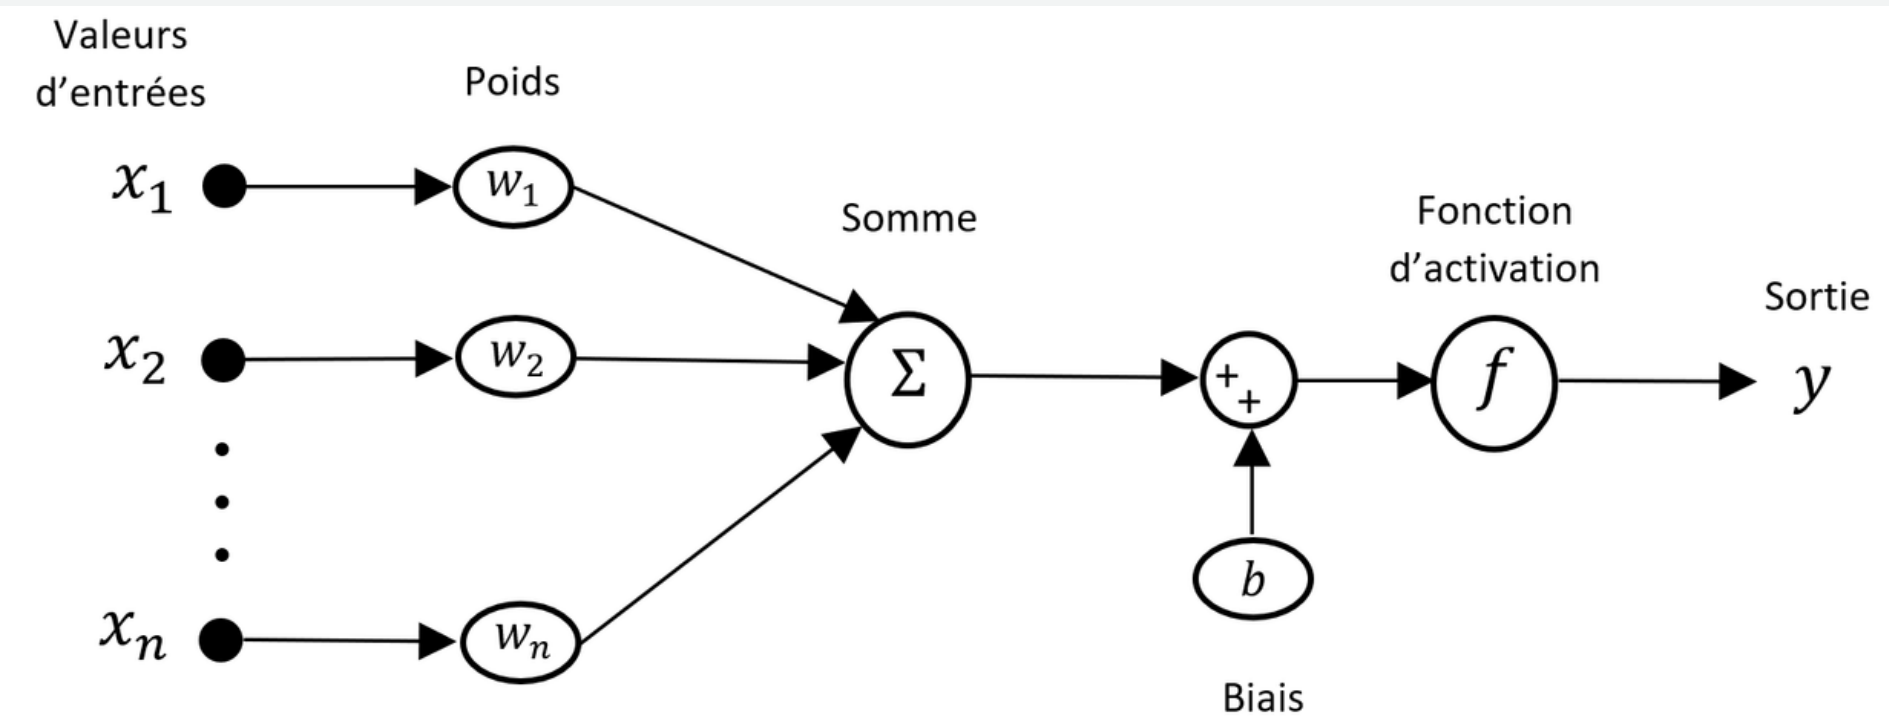 Valeurs
d’entrées
Poids
x₁
w₁
Somme
Fonction
d’activation
Sortie
x₂
w₂
Σ
+
+
f
y
b
xₙ
wₙ
Biais